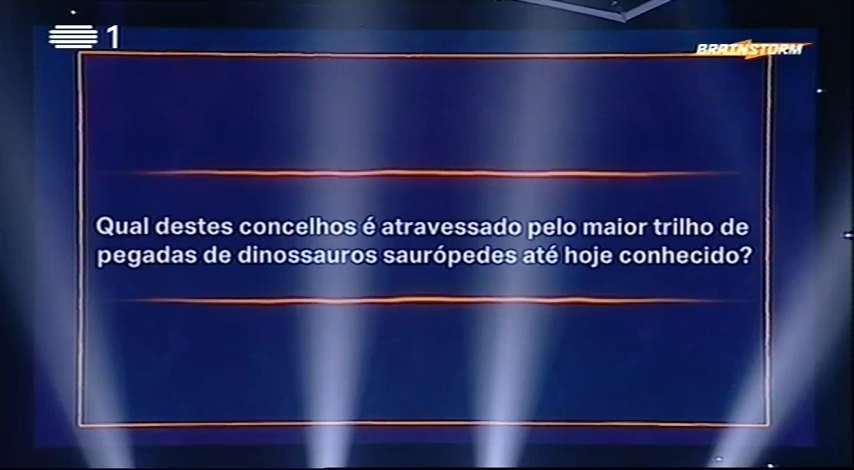 1
BRAINSTORM
Qual destes concelhos é atravessado pelo maior trilho de
pegadas de dinossauros saurópedes até hoje conhecido?